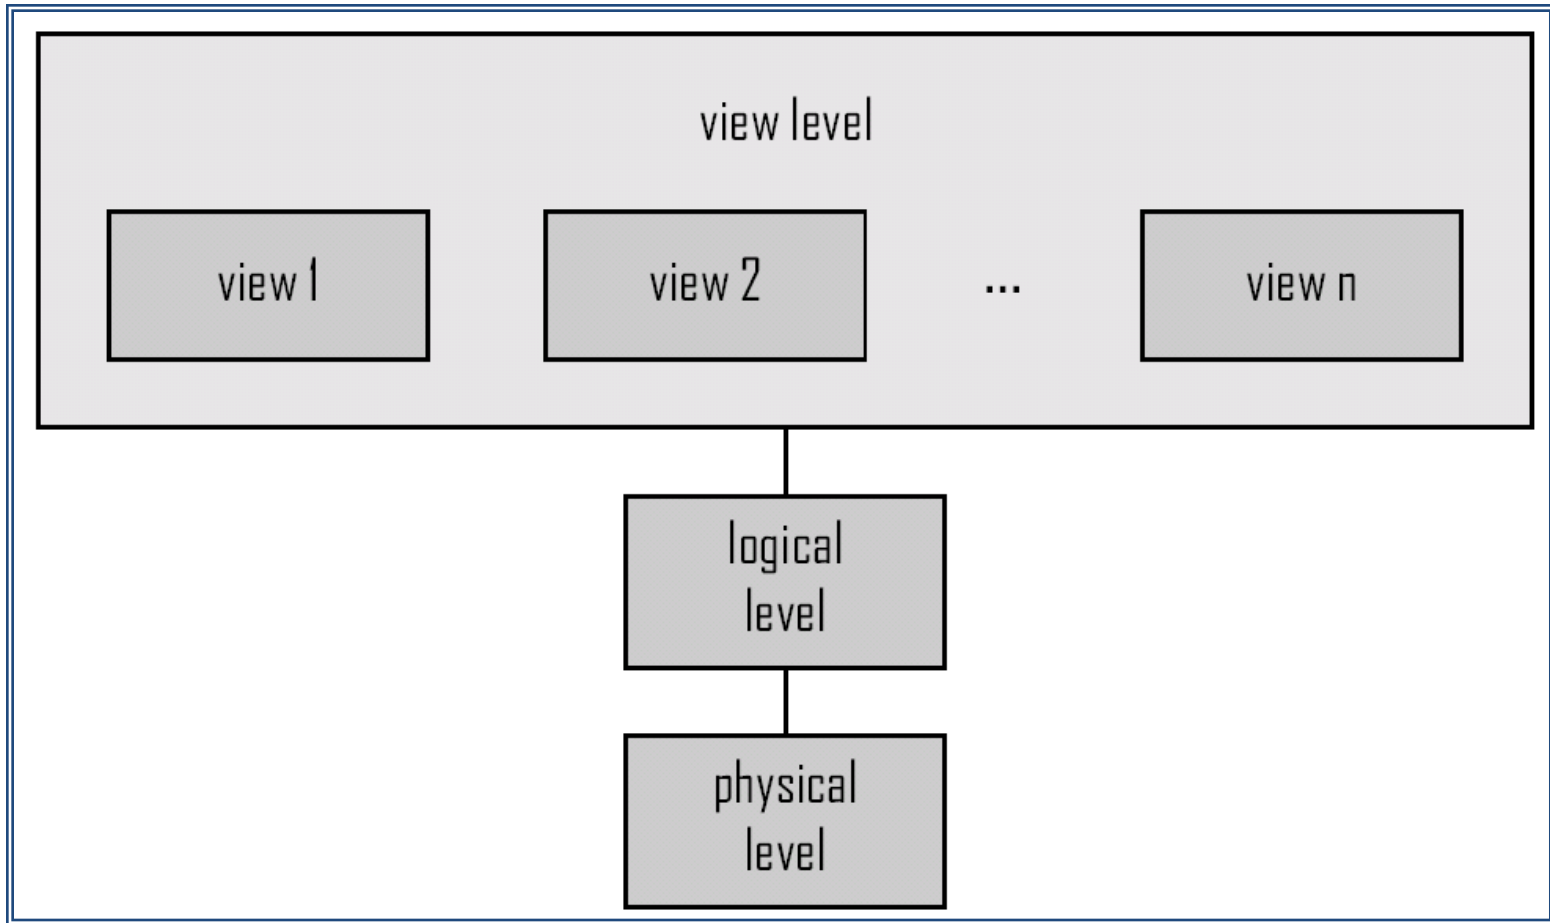 view level
view 1
view 2
...
view n
logical
level
physical
level